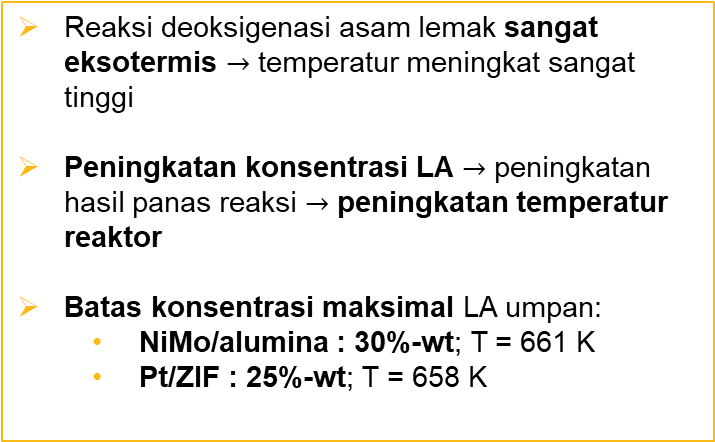 ➢ Reaksi deoksigenasi asam lemak sangat
eksotermis → temperatur meningkat sangat
tinggi
➢ Peningkatan konsentrasi LA → peningkatan
hasil panas reaksi → peningkatan temperatur
reaktor
➢ Batas konsentrasi maksimal LA umpan:
• NiMo/alumina : 30%-wt; T = 661 K
• Pt/ZIF : 25%-wt; T = 658 K